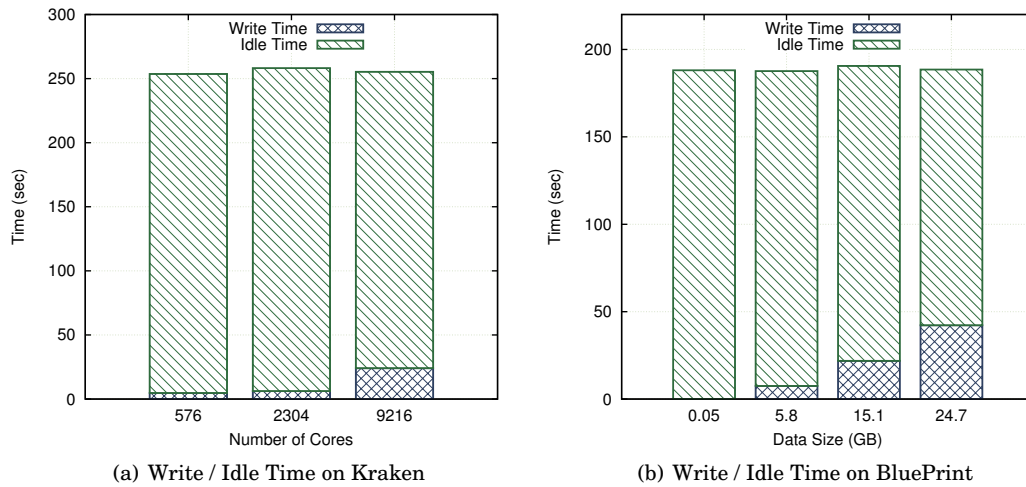 300
250
200
150
100
50
0
Time (sec)
Write Time
Idle Time
576 2304 9216
Number of Cores
(a) Write / Idle Time on Kraken
200
150
100
50
0
Time (sec)
Write Time
Idle Time
0.05 5.8 15.1 24.7
Data Size (GB)
(b) Write / Idle Time on BluePrint